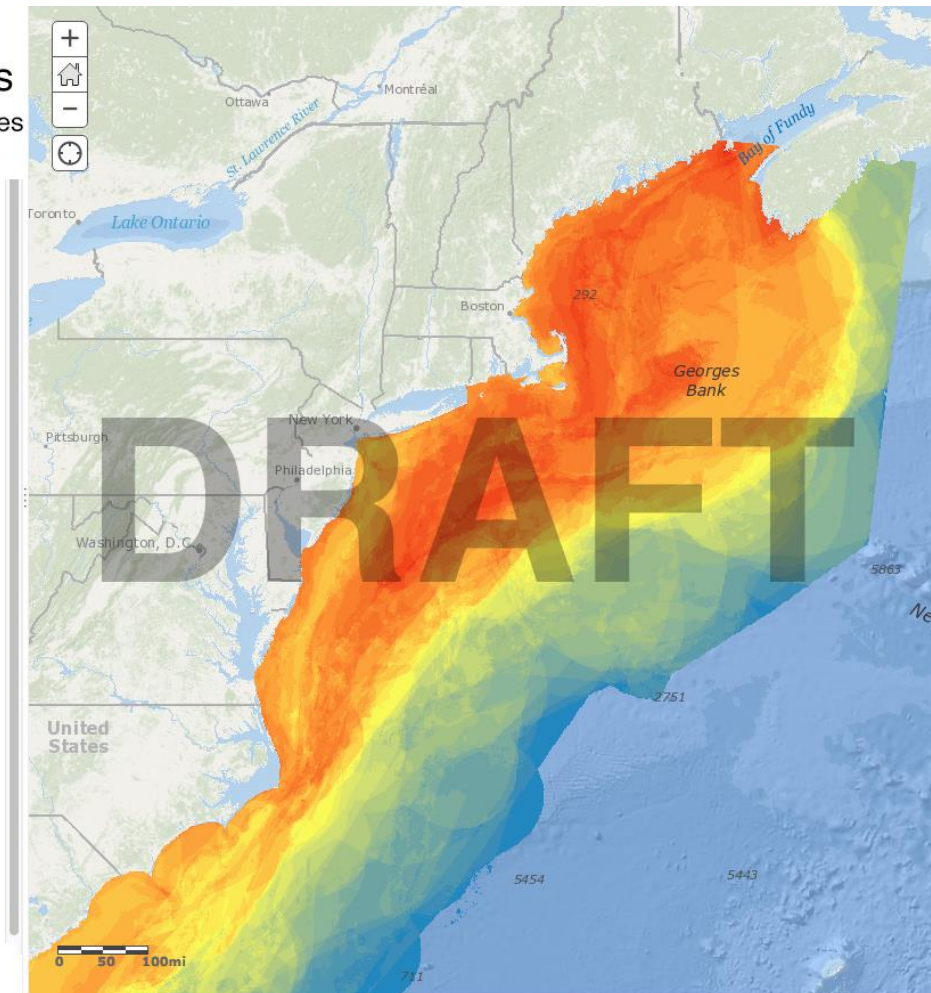 s
es
+
−
Ottawa
Montréal
St. Lawrence River
Bay of Fundy
Toronto
Lake Ontario
Boston
292
Georges
Bank
New York
DRAFT
Pittsburgh
Philadelphia
Washington, D.C.
5863
Ne
2751
United
States
5454
5443
0 50 100mi
711